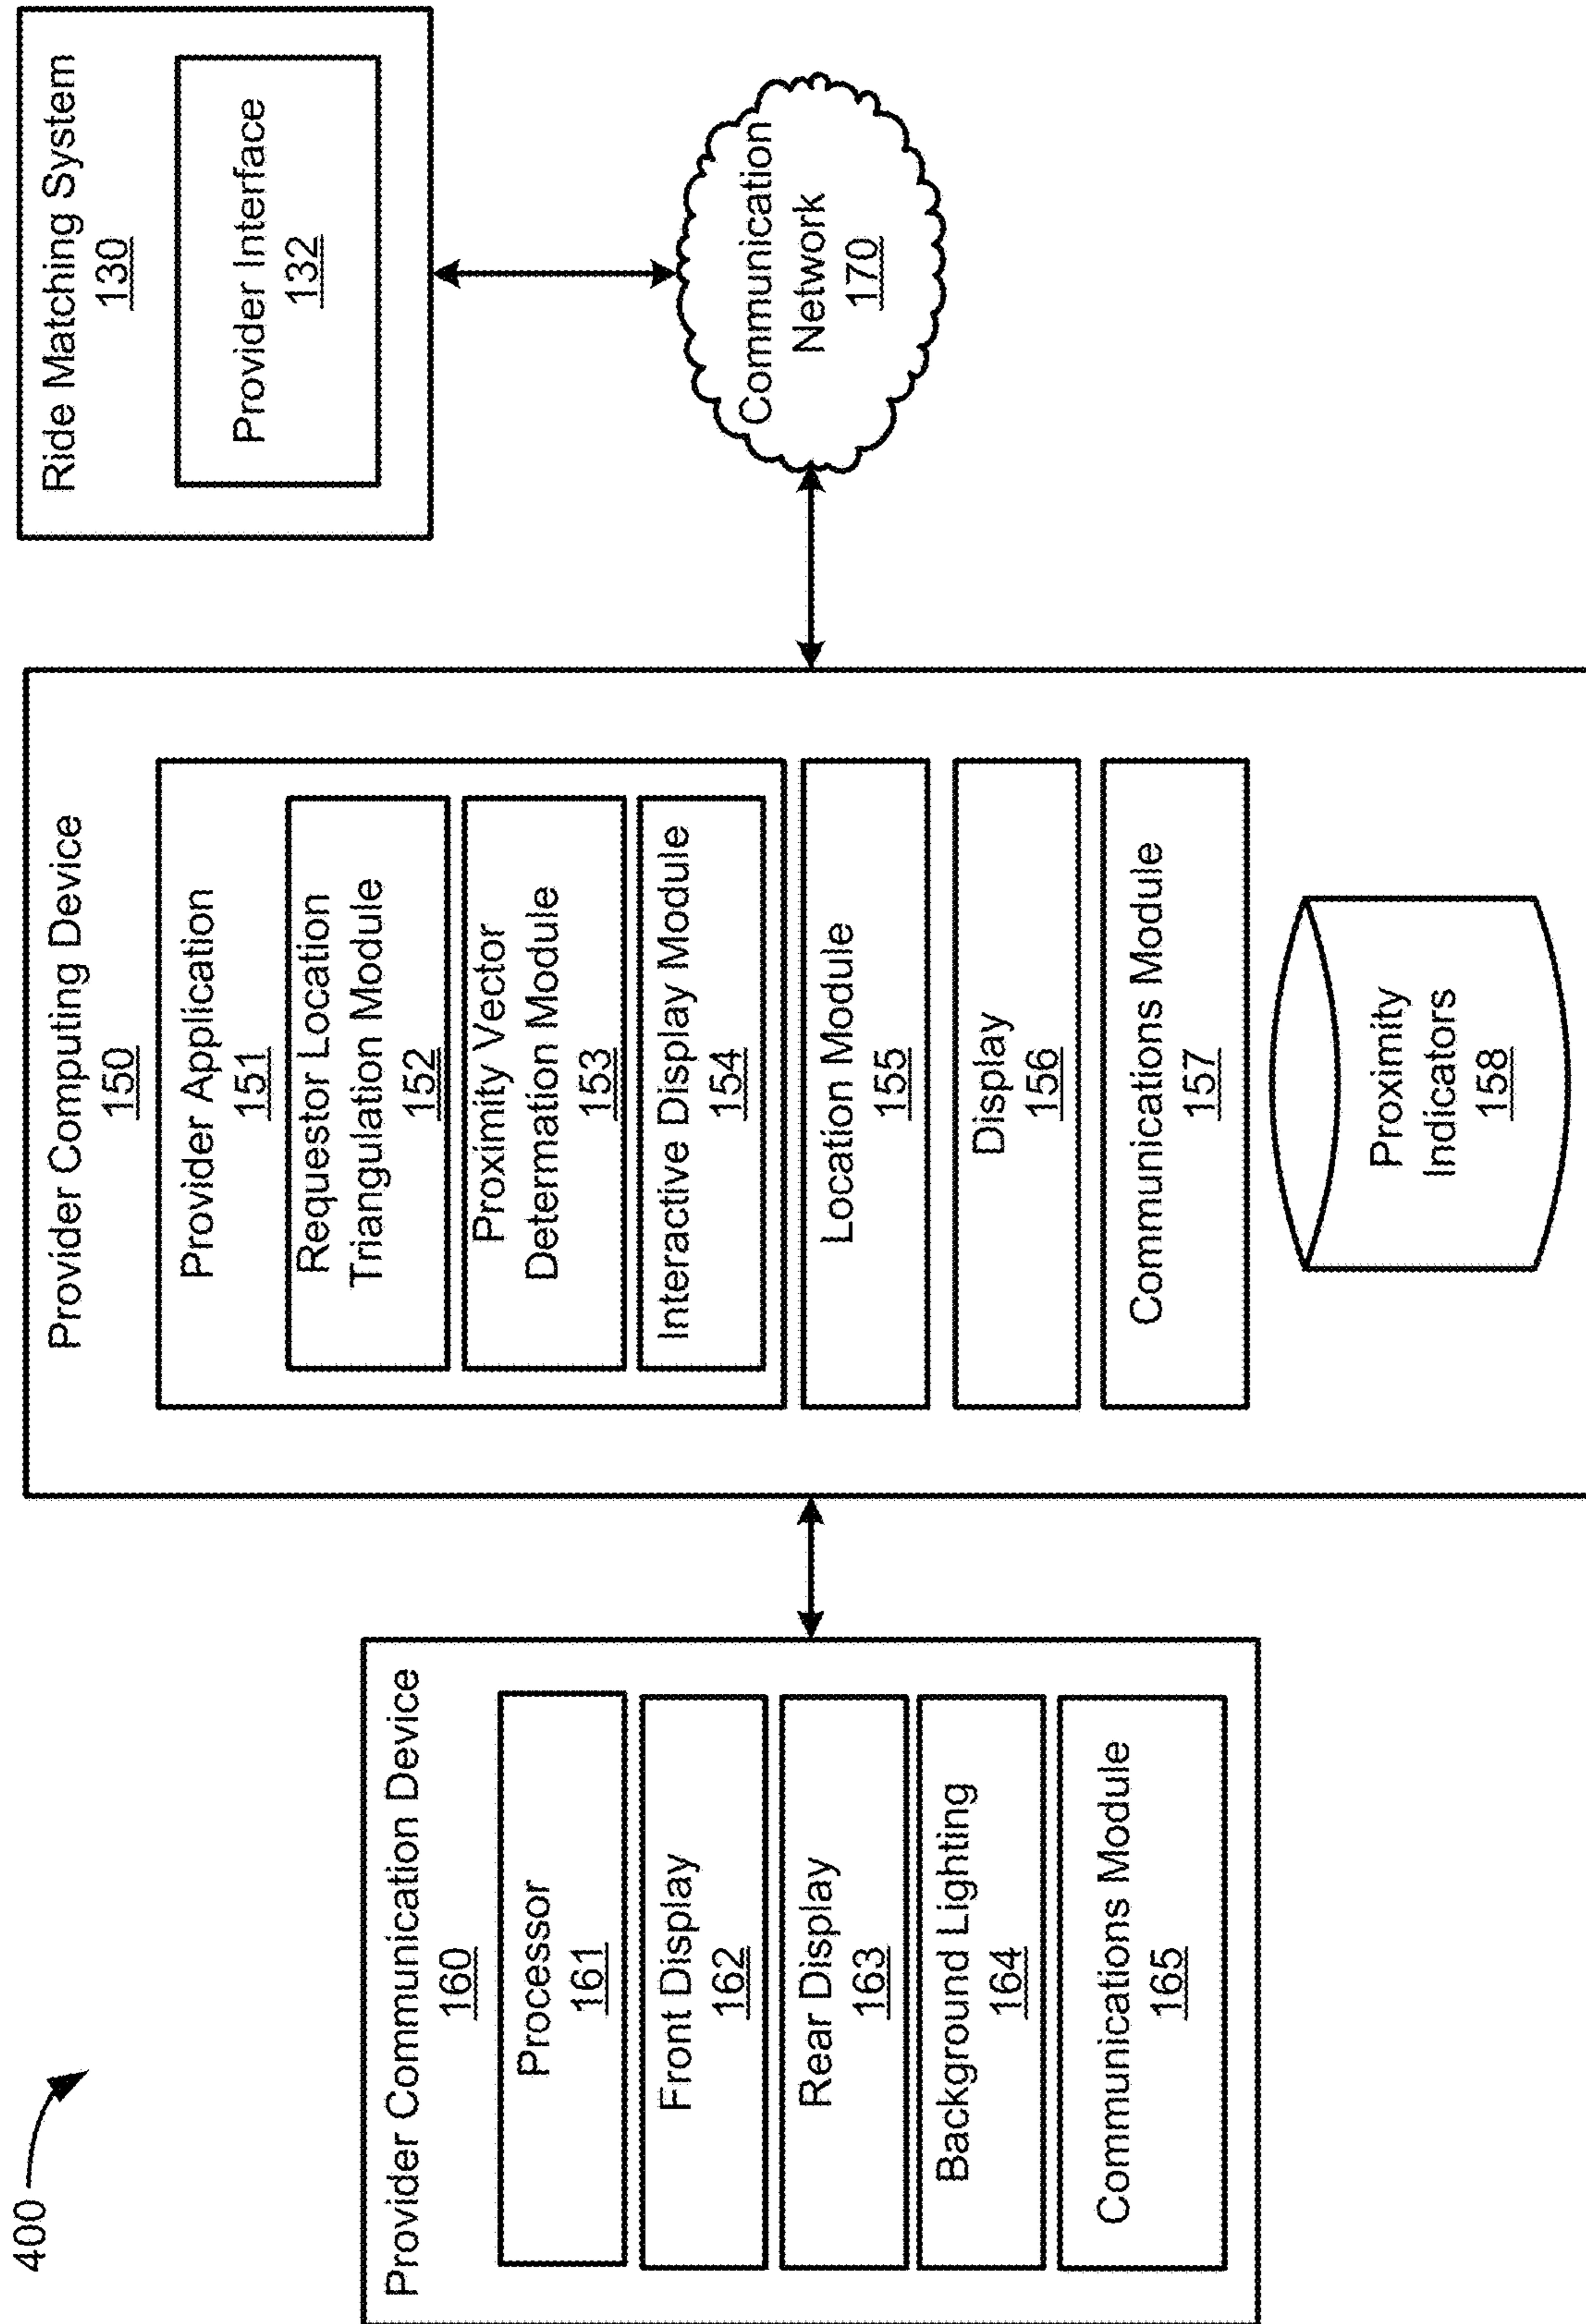 400
Provider Communication Device
160
Processor
161
Front Display
162
Rear Display
163
Background Lighting
164
Communications Module
165
Provider Computing Device
150
Provider Application
151
Requestor Location
Triangulation Module
152
Proximity Vector
Determination Module
153
Interactive Display Module
154
Location Module
155
Display
156
Communications Module
157
Proximity
Indicators
158
Ride Matching System
130
Provider Interface
132
Communication
Network
170